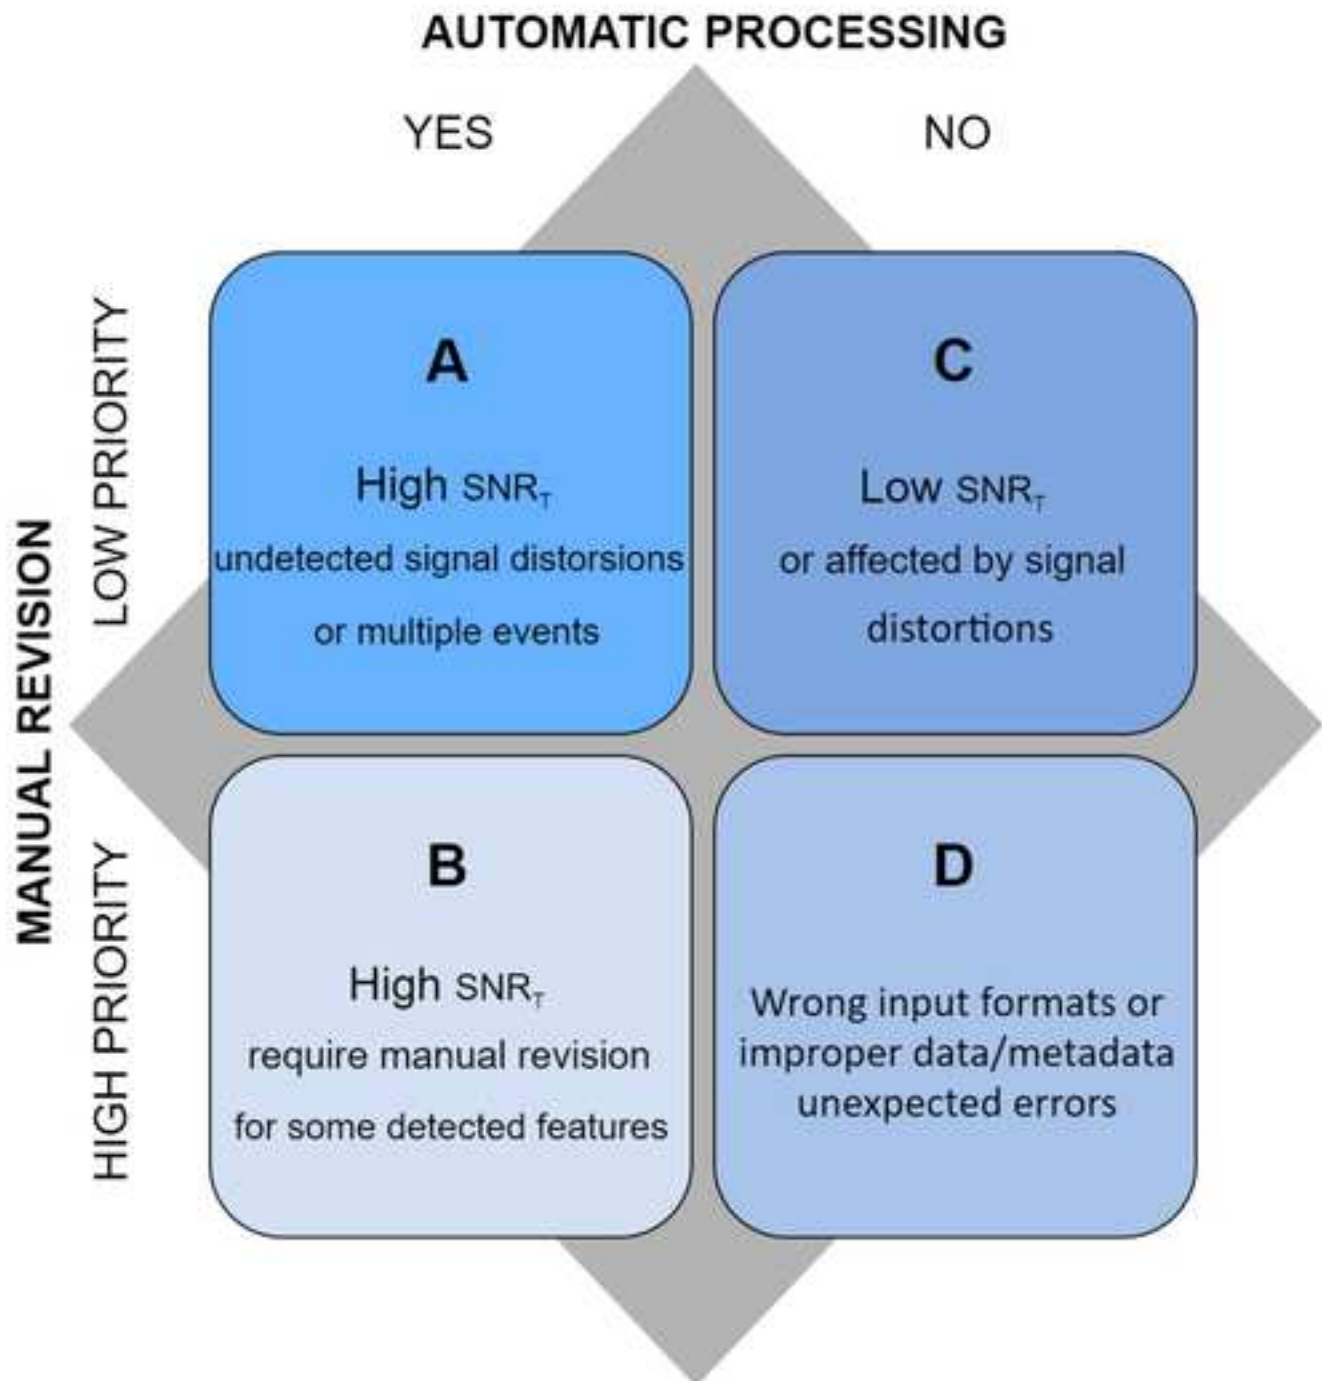 AUTOMATIC PROCESSING
YES
NO
MANUAL REVISION
LOW PRIORITY
HIGH PRIORITY
A
High SNRT
undetected signal distorsions
or multiple events
C
Low SNRT
or affected by signal
distortions
B
High SNRT
require manual revision
for some detected features
D
Wrong input formats or
improper data/metadata
unexpected errors